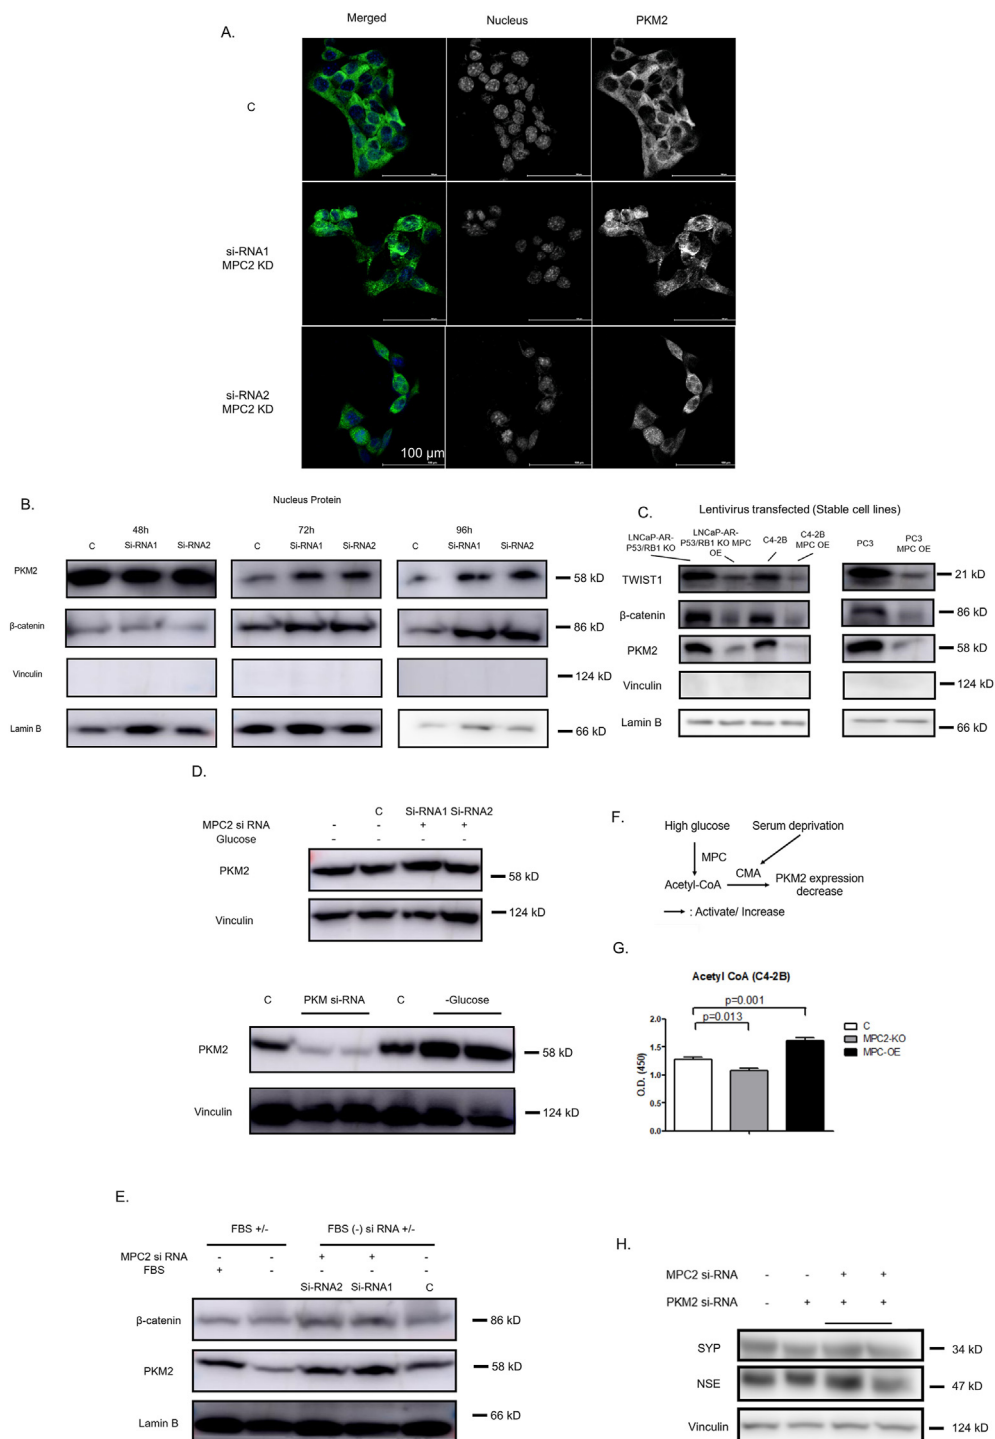 A.
Merged
Nucleus
PKM2
C
si-RNA1
MPC2 KD
si-RNA2
MPC2 KD
100 μm
B.
Nucleus Protein
48h
72h
96h
C Si-RNA1 Si-RNA2
C Si-RNA1 Si-RNA2
C Si-RNA1 Si-RNA2
PKM2
58 kD
β-catenin
86 kD
Vinculin
124 kD
Lamin B
66 kD
C.
Lentivirus transfected (Stable cell lines)
LNCaP-AR-
P53/RB1 KO
LNCaP-AR-
P53/RB1 KO MPC
OE
C4-2B
C4-2B
MPC OE
PC3
PC3
MPC OE
TWIST1
21 kD
β-catenin
86 kD
PKM2
58 kD
Vinculin
124 kD
Lamin B
66 kD
D.
C Si-RNA1 Si-RNA2
MPC2 si RNA - - + +
Glucose - - - -
PKM2
58 kD
Vinculin
124 kD
C PKM si-RNA C -Glucose
PKM2
58 kD
Vinculin
124 kD
E.
FBS +/-
FBS (-) si RNA +/-
MPC2 si RNA - - + + -
FBS + - - - -
Si-RNA2 Si-RNA1 C
β-catenin
86 kD
PKM2
58 kD
66 kD
Lamin B
F.
High glucose
Serum deprivation
MPC
CMA
Acetyl-CoA
PKM2 expression
decrease
: Activate/ Increase
G.
Acetyl CoA (C4-2B)
p=0.001
p=0.013
2.0
1.5
1.0
0.5
0.0
O.D. (450)
C
MPC2-KO
MPC-OE
H.
MPC2 si-RNA - - + +
PKM2 si-RNA - + + +
SYP
34 kD
NSE
47 kD
Vinculin
124 kD